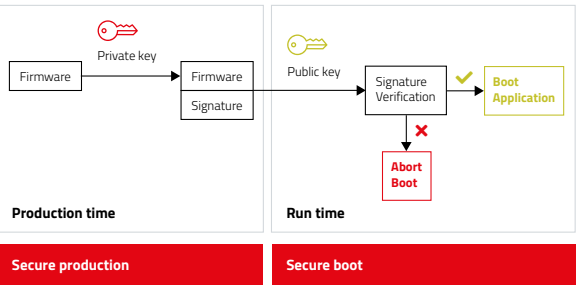 Private key
Firmware
Firmware
Signature
Production time
Secure production
Public key
Signature
Verification
Boot
Application
Abort
Boot
Run time
Secure boot